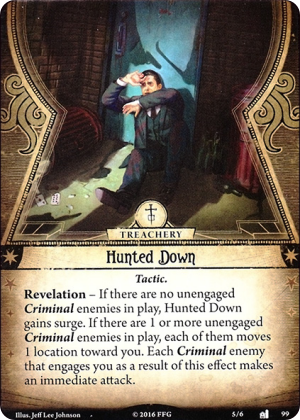 TREACHERY
Hunted Down
Tactic.
Revelation – If there are no unengaged
Criminal enemies in play, Hunted Down
gains surge. If there are 1 or more unengaged
Criminal enemies in play, each of them moves
1 location toward you. Each Criminal enemy
that engages you as a result of this effect makes
an immediate attack.
Illus. Jeff Lee Johnson © 2016 FFG 5/6 99